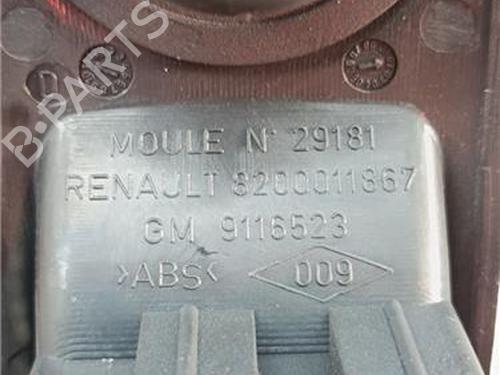 B-PARTS
D
MOULE N° 29181
RENAULT 8200011867
GM 9116523
>ABS< 009